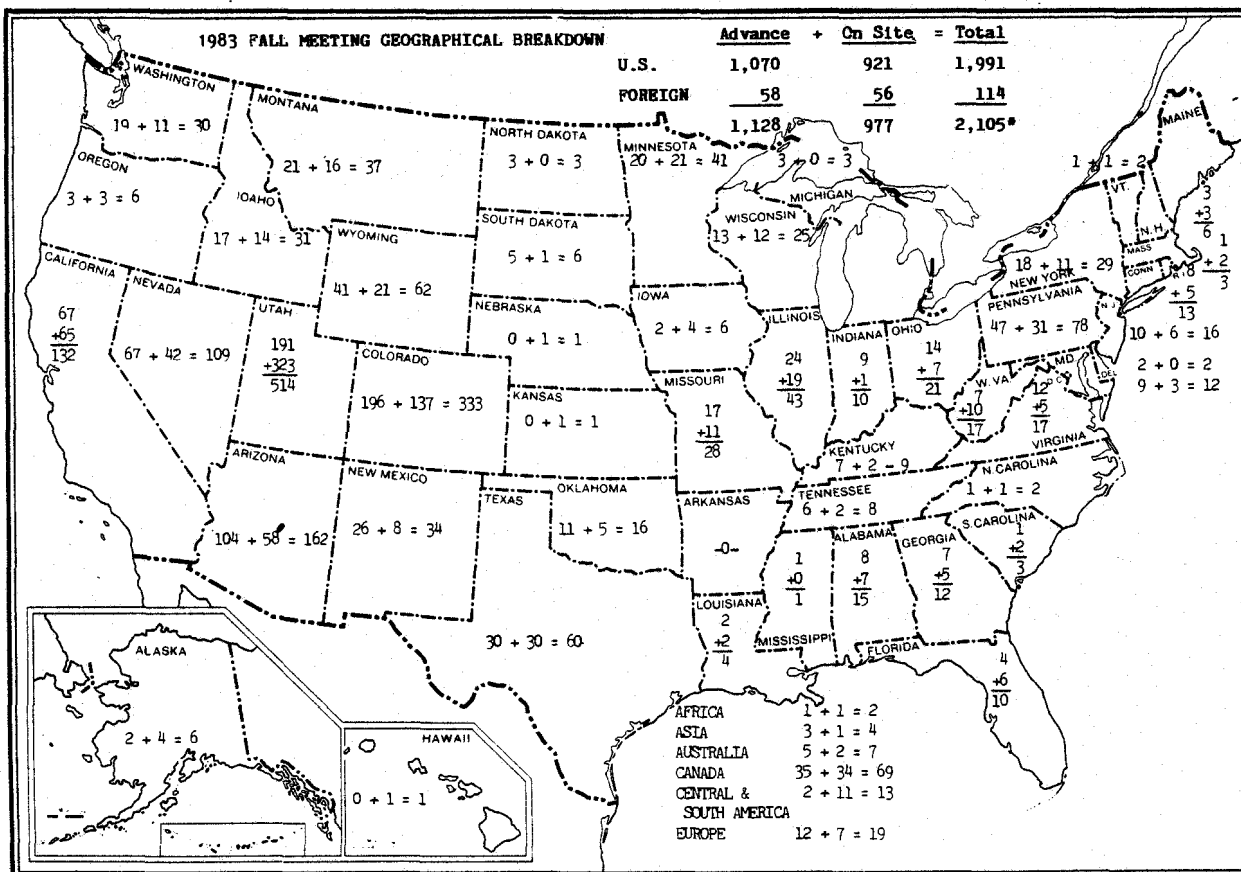 1983 FALL MEETING GEOGRAPHICAL BREAKDOWN
Advance + On Site = Total
U.S. 1,070 921 1,991
FOREIGN 58 56 114
1,128 977 2,105*
WASHINGTON
19 + 11 = 30
OREGON
3 + 3 = 6
MONTANA
21 + 16 = 37
IOAHO
17 + 14 = 31
WYOMING
41 + 21 = 62
NORTH DAKOTA
3 + 0 = 3
SOUTH DAKOTA
5 + 1 = 6
NEBRASKA
0 + 1 = 1
KANSAS
0 + 1 = 1
MINNESOTA
20 + 21 = 41
3 + 0 = 3
MICHIGAN
WISCONSIN
13 + 12 = 25
IOWA
2 + 4 = 6
MISSOURI
17
+11
28
ILLINOIS
24
+19
43
INDIANA
9
+1
10
OHIO
14
+ 7
21
CALIFORNIA
67
+65
132
NEVADA
67 + 42 = 109
UTAH
191
+323
514
COLORADO
196 + 137 = 333
ARIZONA
104 + 58 = 162
NEW MEXICO
26 + 8 = 34
TEXAS
30 + 30 = 60
OKLAHOMA
11 + 5 = 16
ARKANSAS
-0-
LOUISIANA
2
+2
4
1
+0
1
MISSISSIPPI
ALABAMA
8
+7
15
GEORGIA
7
+5
12
FLORIDA
4
+6
10
S. CAROLINA
1
+2
3
N CAROLINA
1 + 1 = 2
TENNESSEE
6 + 2 = 8
KENTUCKY
7 + 2 - 9
W. VA.
7
+10
17
VIRGINIA
12
+5
17
D C
MD.
DEL
PENNSYLVANIA
47 + 31 = 78
18 + 11 = 29
NEW YORK
N J
1 + 1 = 2
VT.
N.H.
MAINE
3
+3
6
MASS
CONN
R.I.
1
+ 2
3
8
+ 5
13
10 + 6 = 16
2 + 0 = 2
9 + 3 = 12
ALASKA
2 + 4 = 6
HAWAII
0 + 1 = 1
AFRICA 1 + 1 = 2
ASIA 3 + 1 = 4
AUSTRALIA 5 + 2 = 7
CANADA 35 + 34 = 69
CENTRAL & 2 + 11 = 13
SOUTH AMERICA
EUROPE 12 + 7 = 19